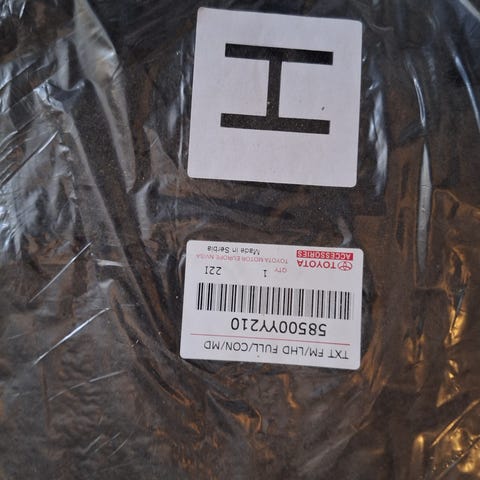 H
TXT FM/LHD FULL/CON/MD
58500YY210
QTY 1 22I
TOYOTA
ACCESSORIES
TOYOTA MOTOR EUROPE NV/SA
Made in Serbia